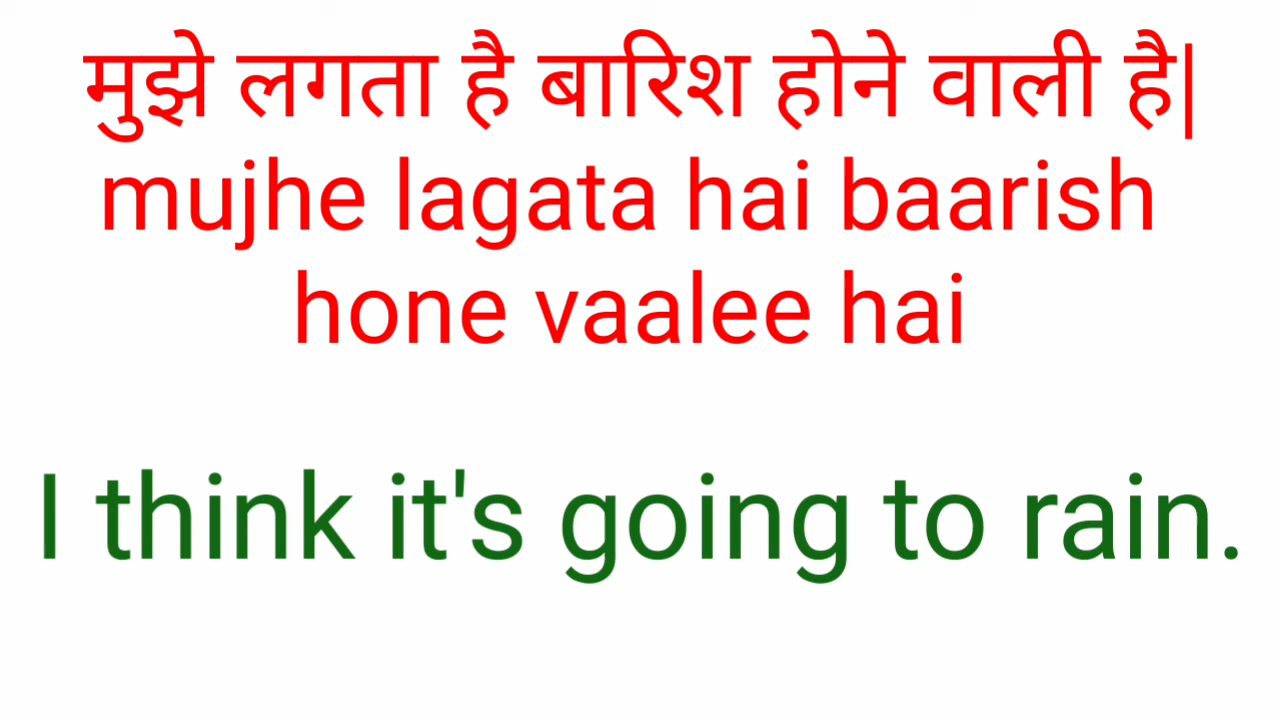 मुझे लगता है बारिश होने वाली है|
mujhe lagata hai baarish
hone vaalee hai
I think it's going to rain.